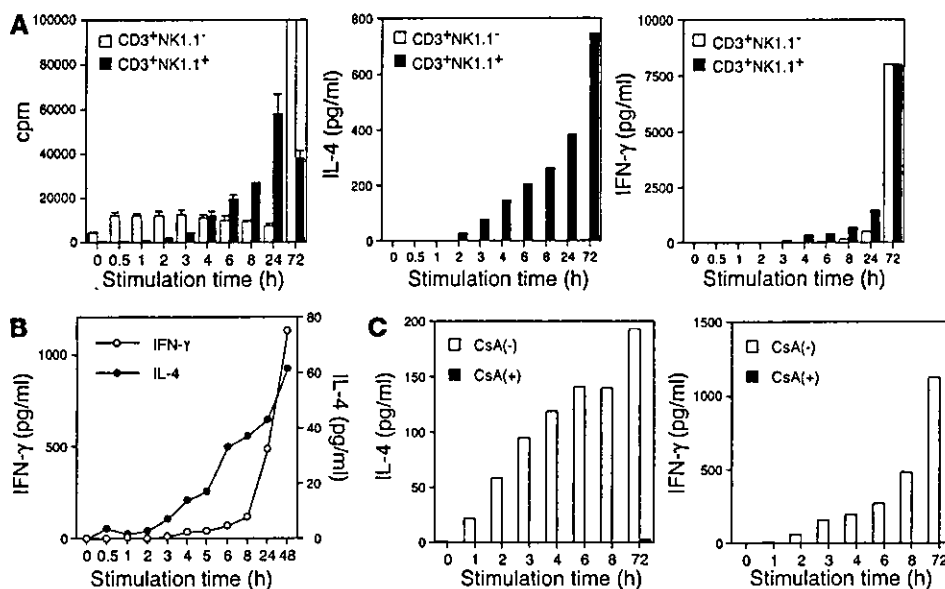 A
CD3⁺NK1.1⁻
CD3⁺NK1.1⁺
cpm
100000
80000
60000
40000
20000
0
0 0.5 1 2 3 4 6 8 24 72
Stimulation time (h)
CD3⁺NK1.1⁻
CD3⁺NK1.1⁺
IL-4 (pg/ml)
800
600
400
200
0
0 0.5 1 2 3 4 6 8 24 72
Stimulation time (h)
CD3⁺NK1.1⁻
CD3⁺NK1.1⁺
IFN-γ (pg/ml)
10000
7500
5000
2500
0
0 0.5 1 2 3 4 6 8 24 72
Stimulation time (h)
B
IFN-γ
IL-4
IFN-γ (pg/ml)
1000
500
0
80
60
40
20
0
IL-4 (pg/ml)
0 0.5 1 2 3 4 5 6 8 24 48
Stimulation time (h)
C
CsA(-)
CsA(+)
IL-4 (pg/ml)
200
150
100
50
0
0 1 2 3 4 6 8 72
Stimulation time (h)
CsA(-)
CsA(+)
IFN-γ (pg/ml)
1500
1000
500
0
0 1 2 3 4 6 8 72
Stimulation time (h)